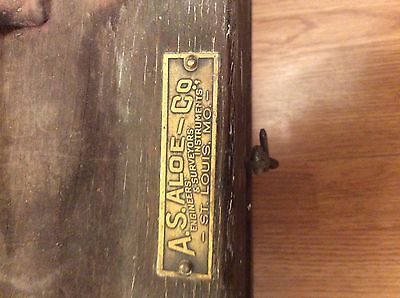 A.S. ALOE-Co.,
ENGINEERS'
& SURVEYORS
INSTRUMENTS,
-ST. LOUIS, MO.-